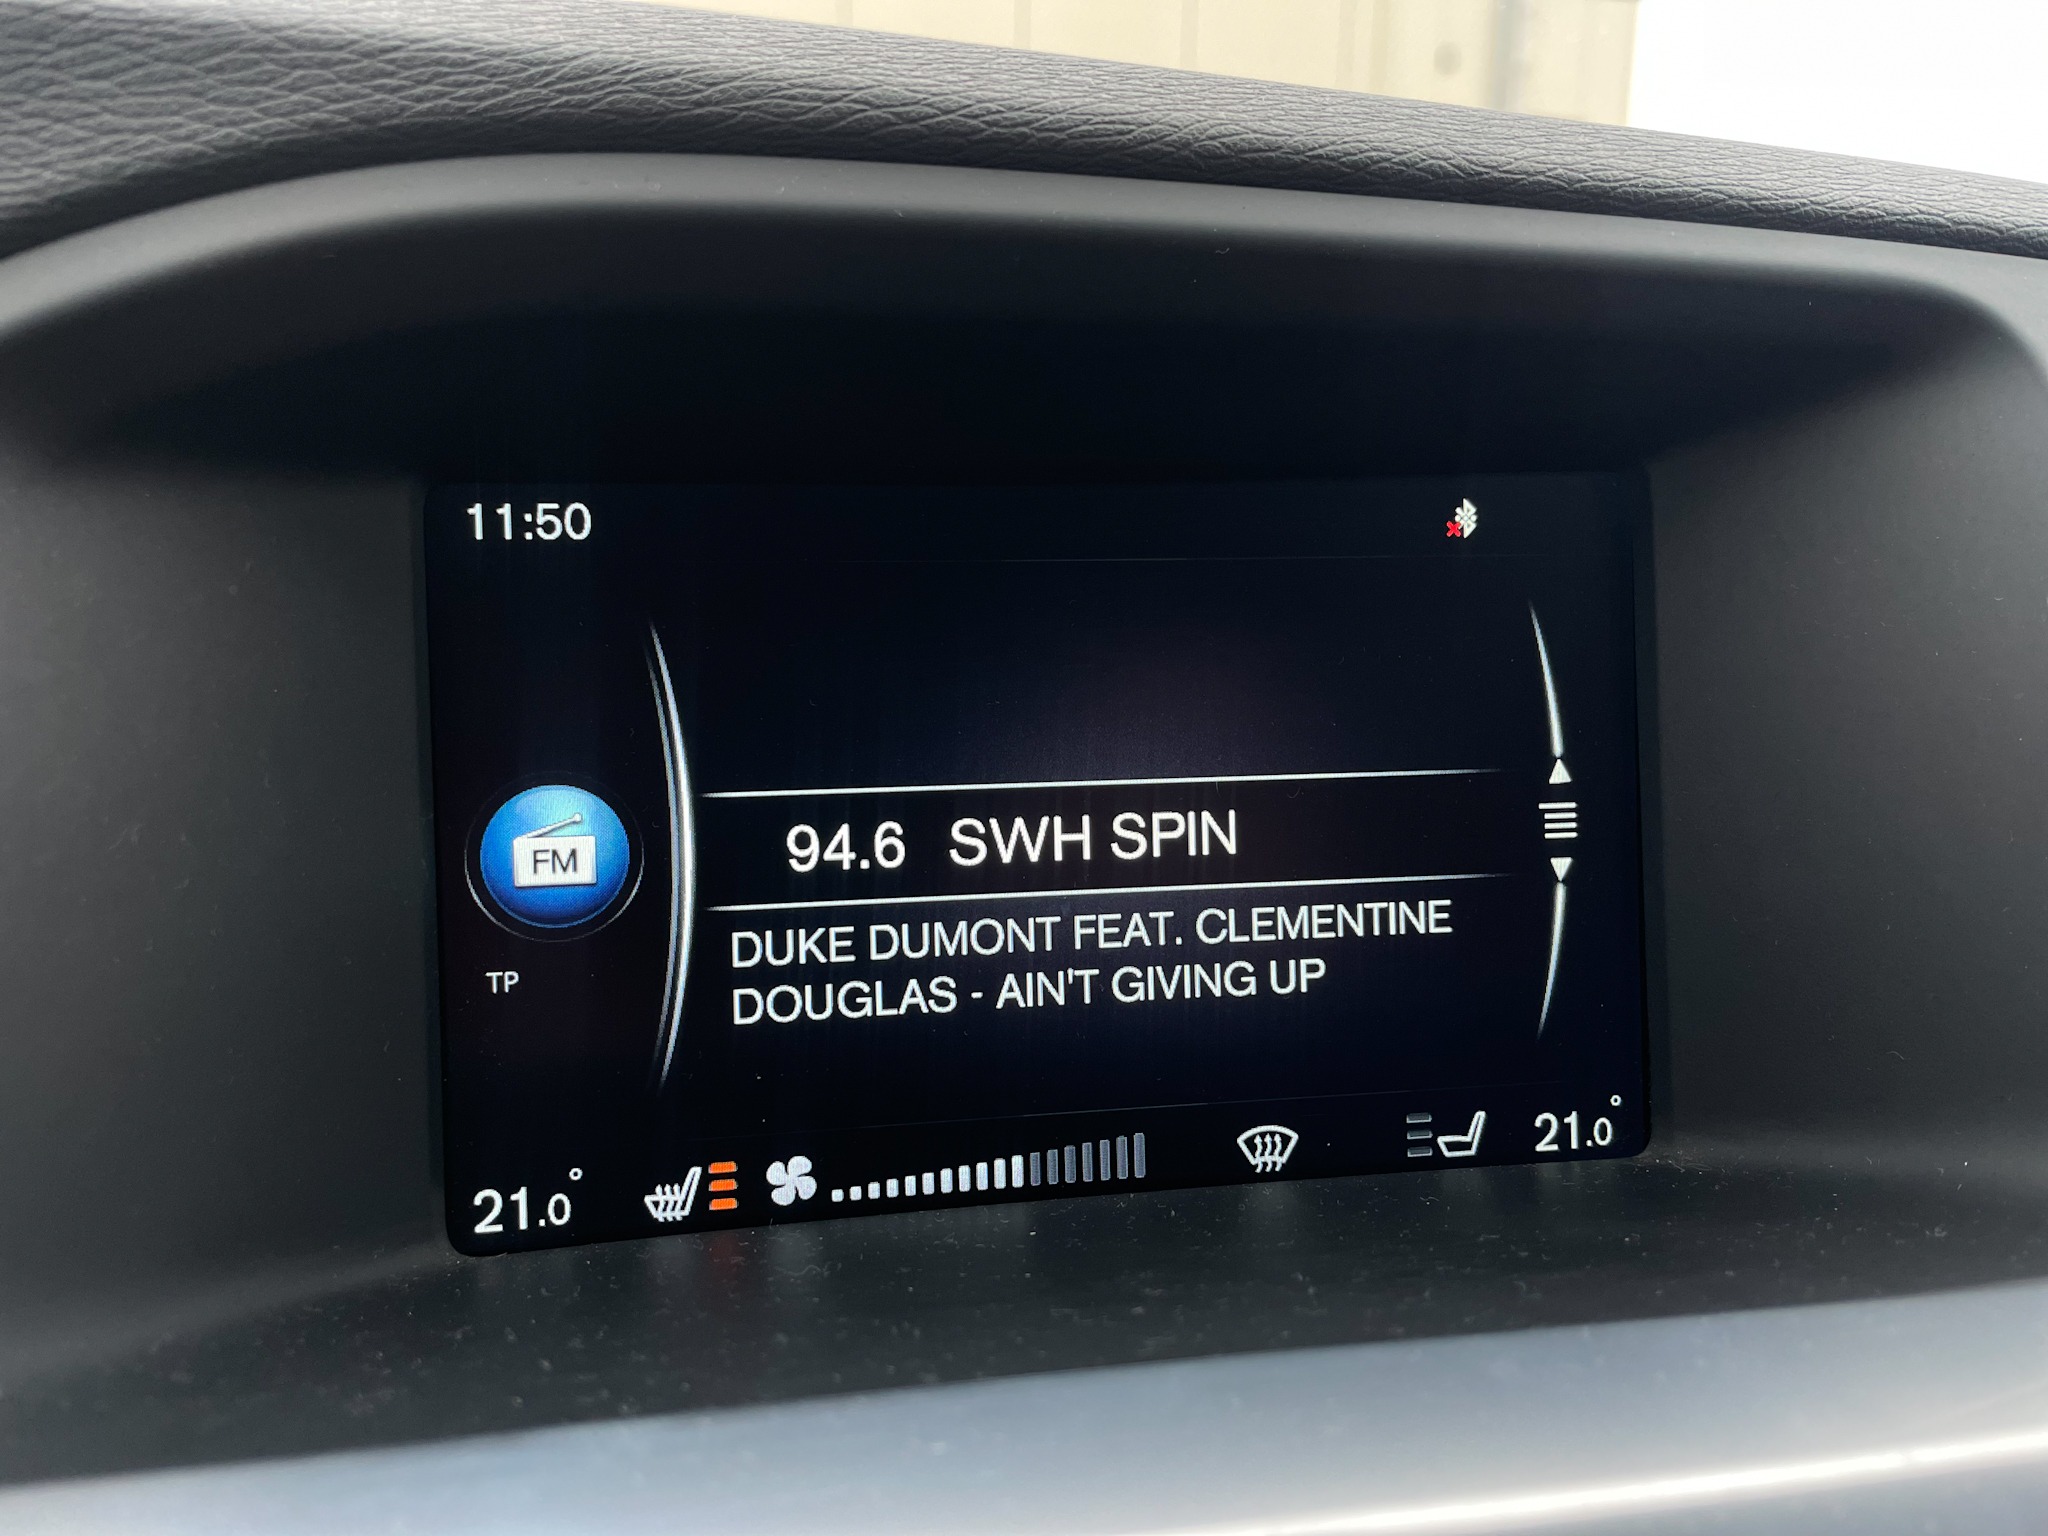 11:50
94.6 SWH SPIN
FM
DUKE DUMONT FEAT. CLEMENTINE
DOUGLAS - AIN'T GIVING UP
TP
21.0°
21.0°